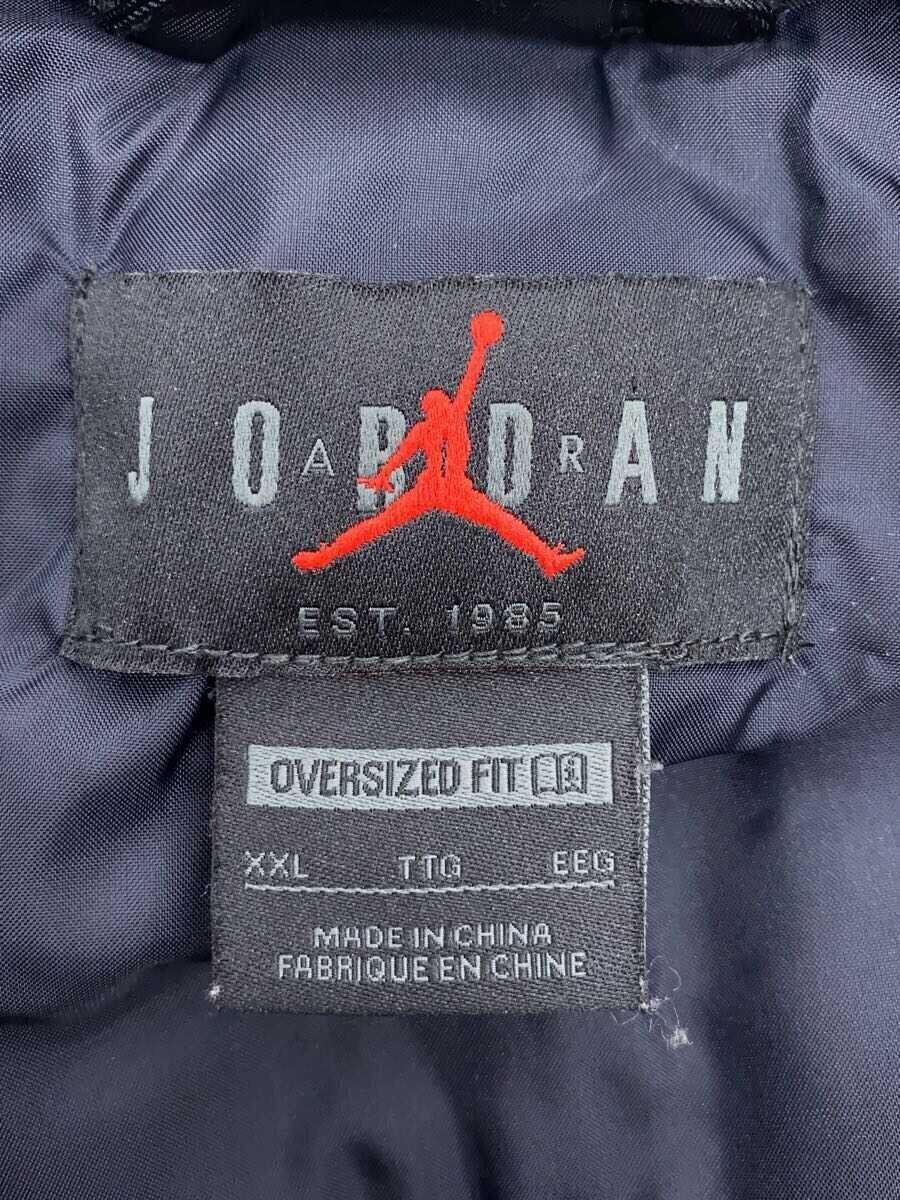 JORDAN
AIR
EST. 1985
OVERSIZED FIT
XXL TTG EEG
MADE IN CHINA
FABRIQUE EN CHINE